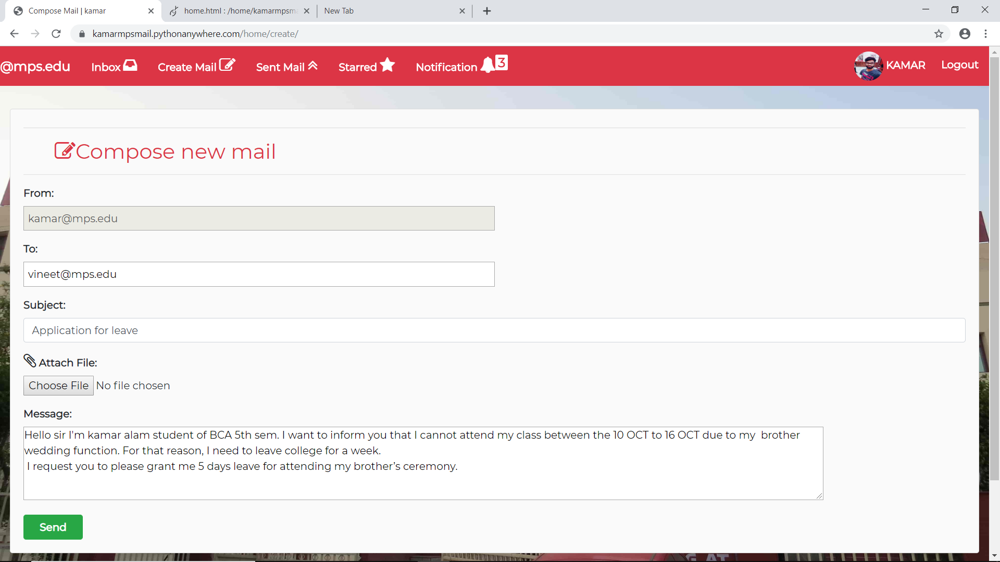 Compose Mail | kamar
home.html : /home/kamarmpsma
New Tab
kamarmpsmail.pythonanywhere.com/home/create/
@mps.edu Inbox Create Mail Sent Mail Starred Notification 3 KAMAR Logout
Compose new mail
From:
kamar@mps.edu
To:
vineet@mps.edu
Subject:
Application for leave
Attach File:
Choose File No file chosen
Message:
Hello sir I'm kamar alam student of BCA 5th sem. I want to inform you that I cannot attend my class between the 10 OCT to 16 OCT due to my  brother
wedding function. For that reason, I need to leave college for a week.
I request you to please grant me 5 days leave for attending my brother’s ceremony.
Send